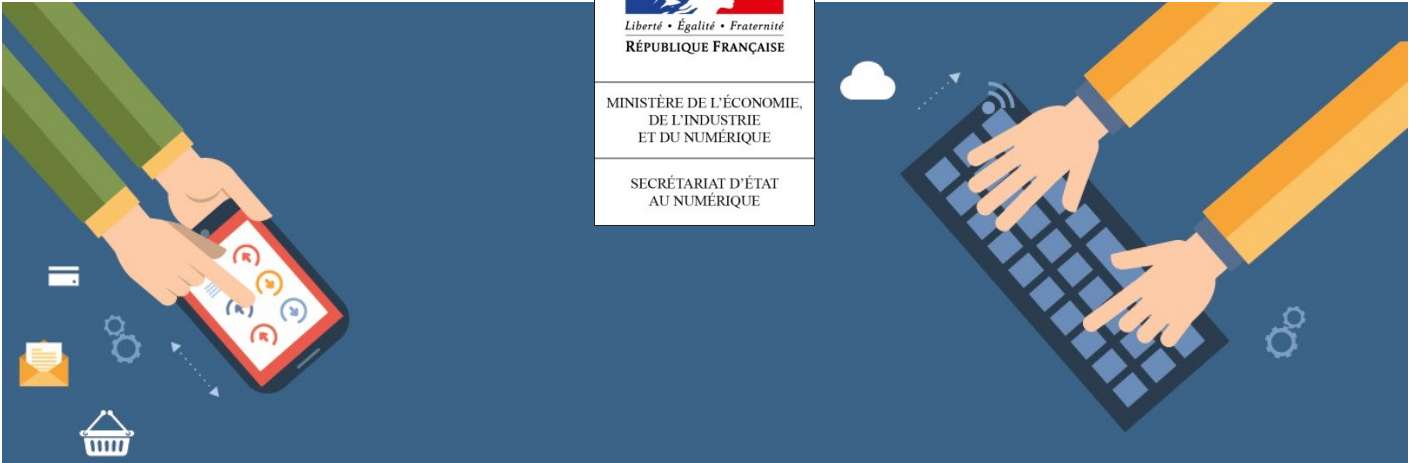 Liberté • Égalité • Fraternité
RÉPUBLIQUE FRANÇAISE
MINISTÈRE DE L'ÉCONOMIE,
DE L'INDUSTRIE
ET DU NUMÉRIQUE
SECRÉTARIAT D'ÉTAT
AU NUMÉRIQUE